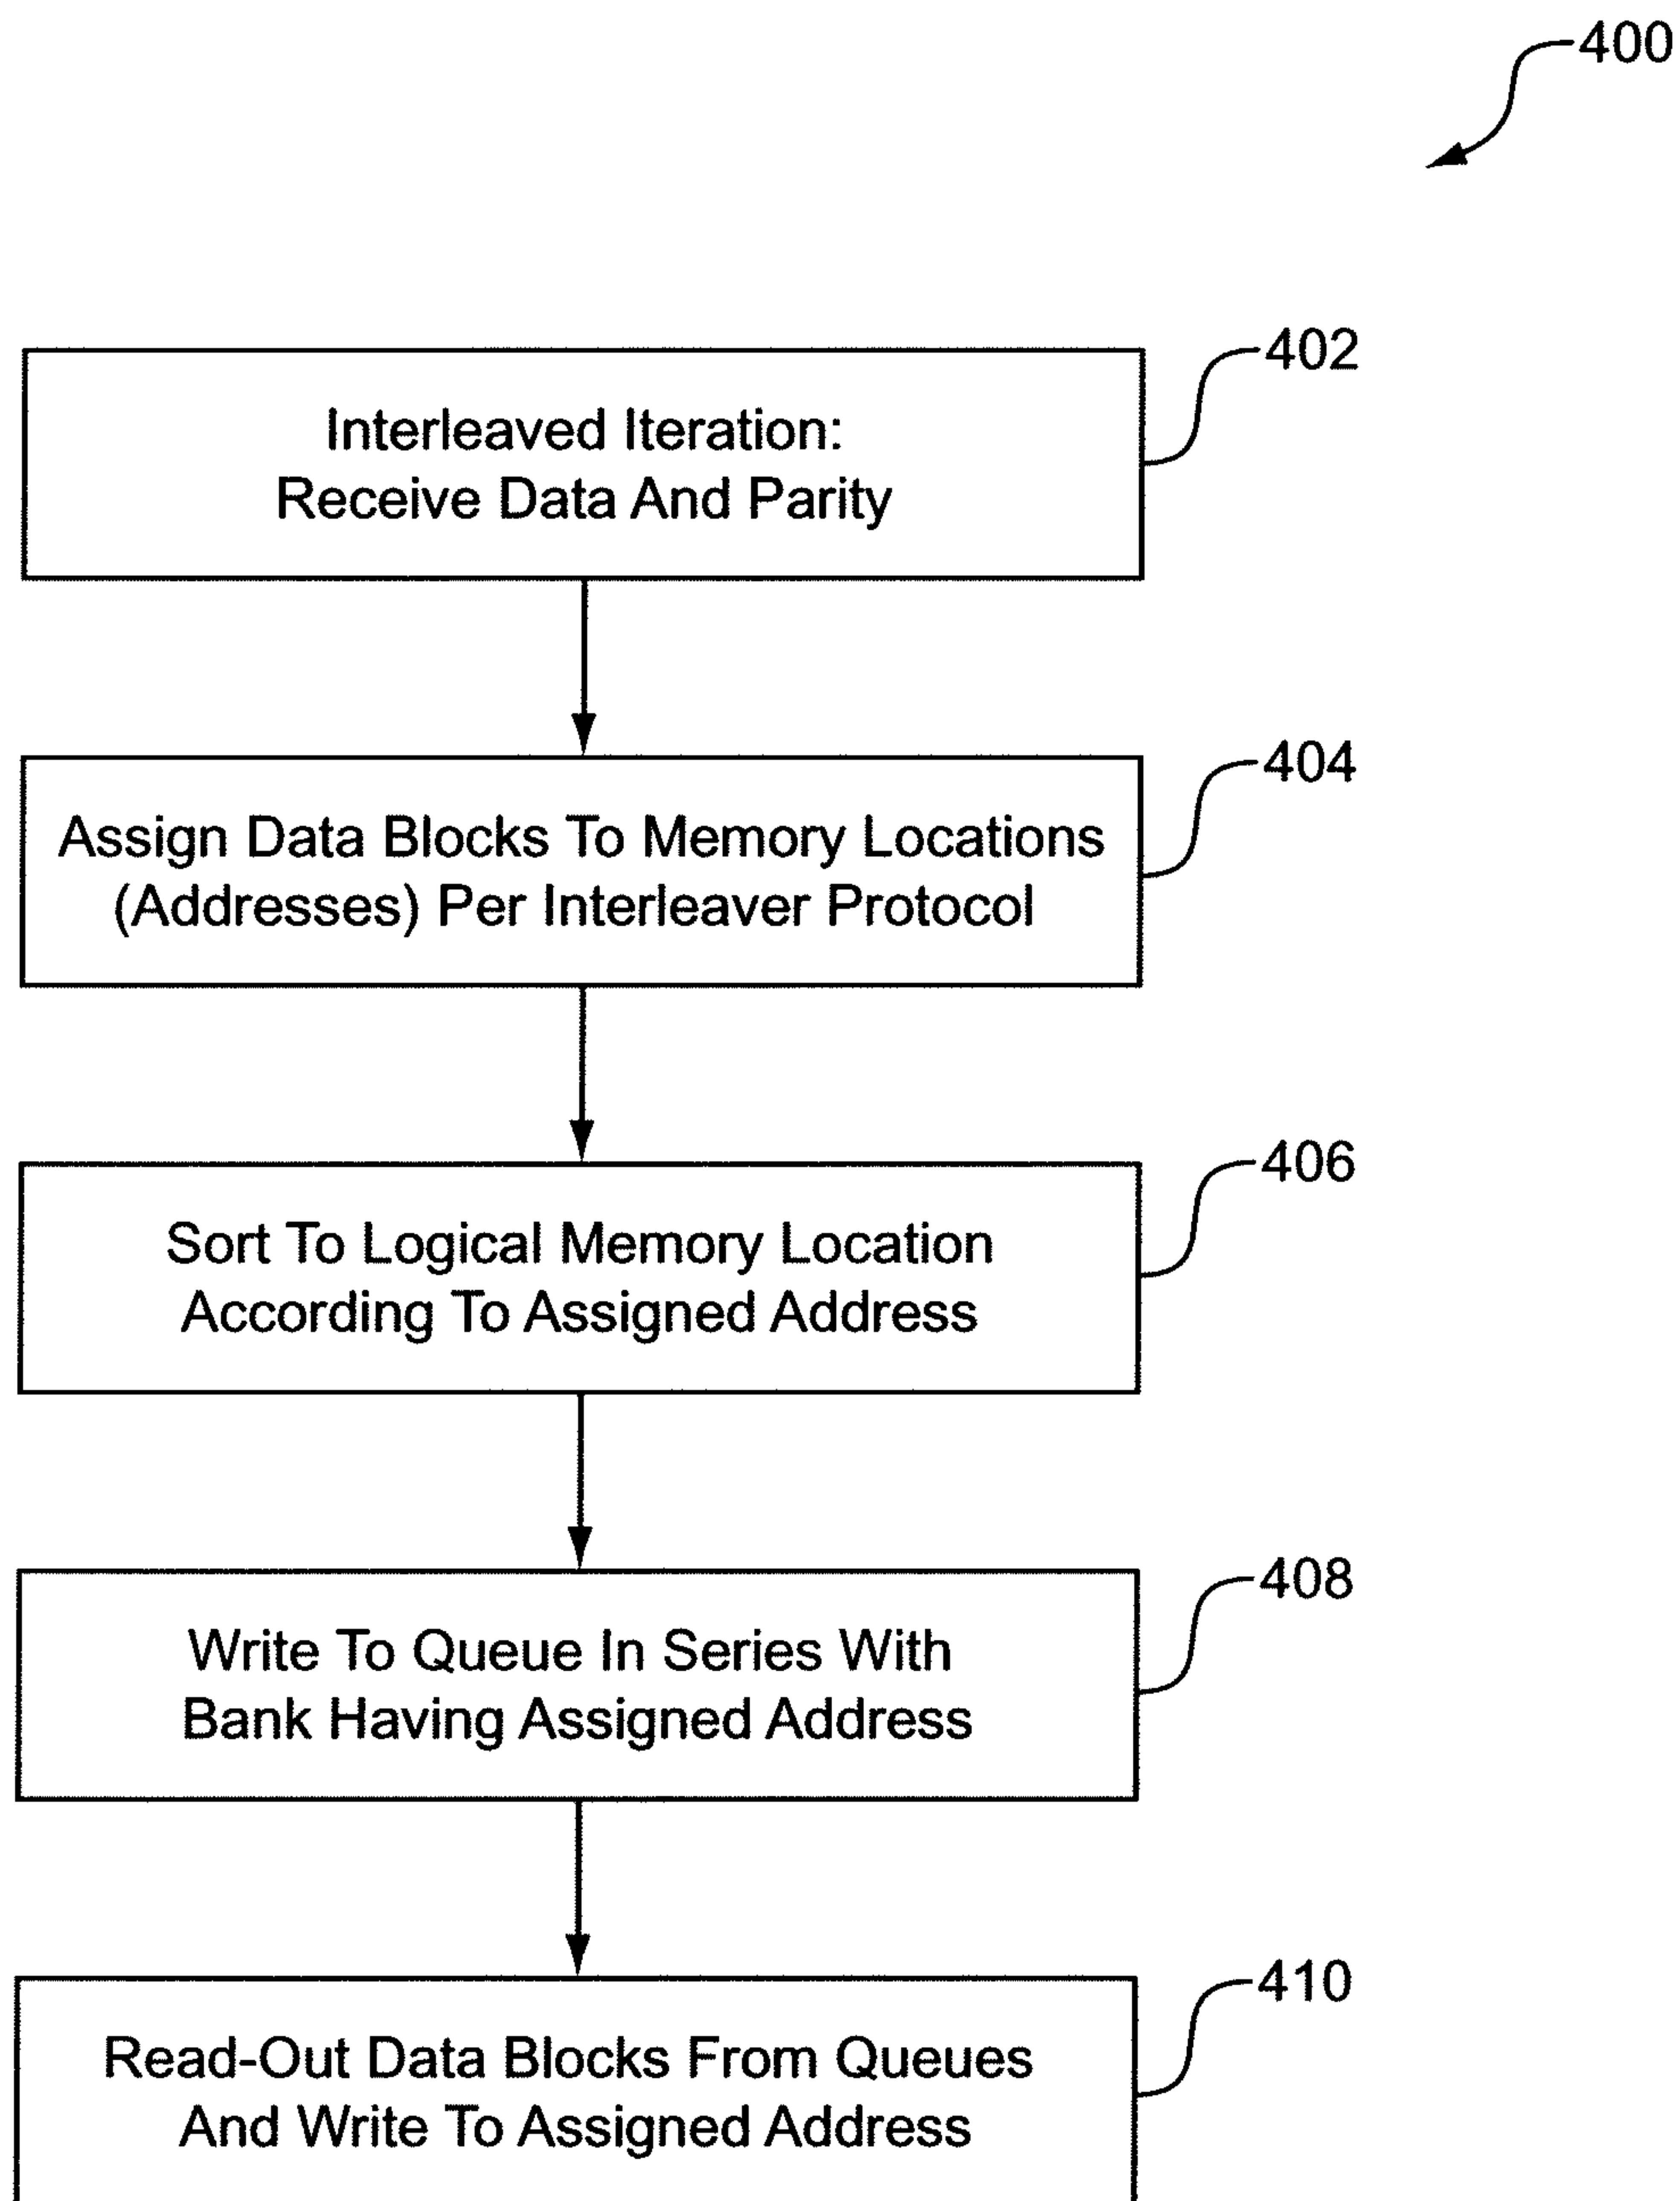 400
402
Interleaved Iteration:
Receive Data And Parity
404
Assign Data Blocks To Memory Locations
(Addresses) Per Interleaver Protocol
406
Sort To Logical Memory Location
According To Assigned Address
408
Write To Queue In Series With
Bank Having Assigned Address
410
Read-Out Data Blocks From Queues
And Write To Assigned Address